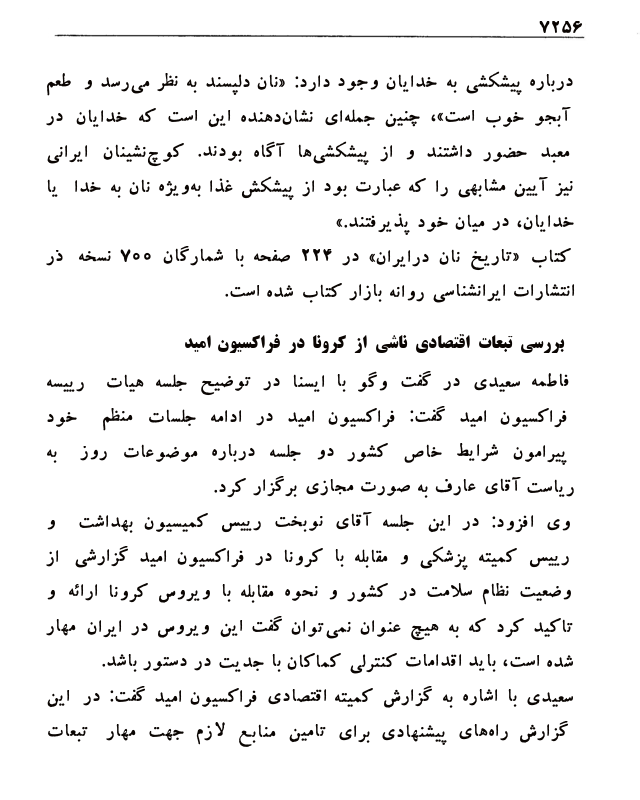 ۷۲۵۶
درباره پیشکشی به خدایان وجود دارد: «نان دلپسند به نظر می‌رسد و طعم
آبجو خوب است»، چنین جمله‌ای نشان‌دهنده این است که خدایان در
معبد حضور داشتند و از پیشکشی‌ها آگاه بودند. کوچ‌نشینان ایرانی
نیز آیین مشابهی را که عبارت بود از پیشکش غذا به‌ویژه نان به خدا یا
خدایان، در میان خود پذیرفتند.»
کتاب «تاریخ نان درایران» در ۲۲۴ صفحه با شمارگان ۷۰۰ نسخه ذر
انتشارات ایرانشناسی روانه بازار کتاب شده است.
بررسی تبعات اقتصادی ناشی از کرونا در فراکسیون امید
فاطمه سعیدی در گفت وگو با ایسنا در توضیح جلسه هیات رییسه
فراکسیون امید گفت: فراکسیون امید در ادامه جلسات منظم خود
پیرامون شرایط خاص کشور دو جلسه درباره موضوعات روز به
ریاست آقای عارف به صورت مجازی برگزار کرد.
وی افزود: در این جلسه آقای نوبخت رییس کمیسیون بهداشت و
رییس کمیته پزشکی و مقابله با کرونا در فراکسیون امید گزارشی از
وضعیت نظام سلامت در کشور و نحوه مقابله با ویروس کرونا ارائه و
تاکید کرد که به هیچ عنوان نمی‌توان گفت این ویروس در ایران مهار
شده است، باید اقدامات کنترلی کماکان با جدیت در دستور باشد.
سعیدی با اشاره به گزارش کمیته اقتصادی فراکسیون امید گفت: در این
گزارش راه‌های پیشنهادی برای تامین منابع لازم جهت مهار تبعات